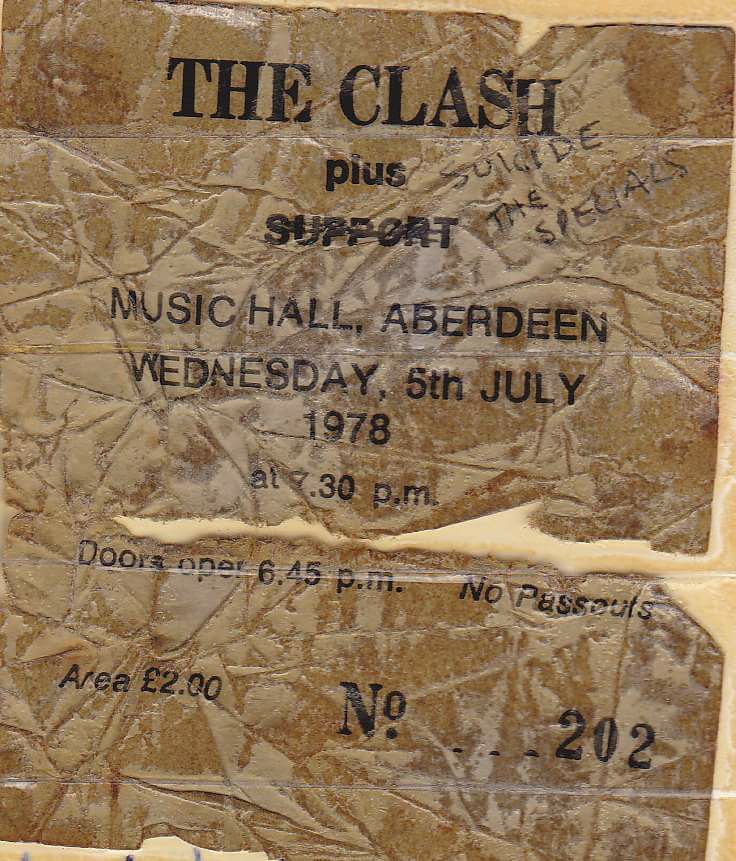 THE CLASH
plus SUICIDE
SUPPORT THE SPECIALS
MUSIC HALL, ABERDEEN
WEDNESDAY, 5th JULY
1978
at 7.30 p.m.
Doors open 6.45 p.m. No Passouts
Area £2.00
Nº ...202